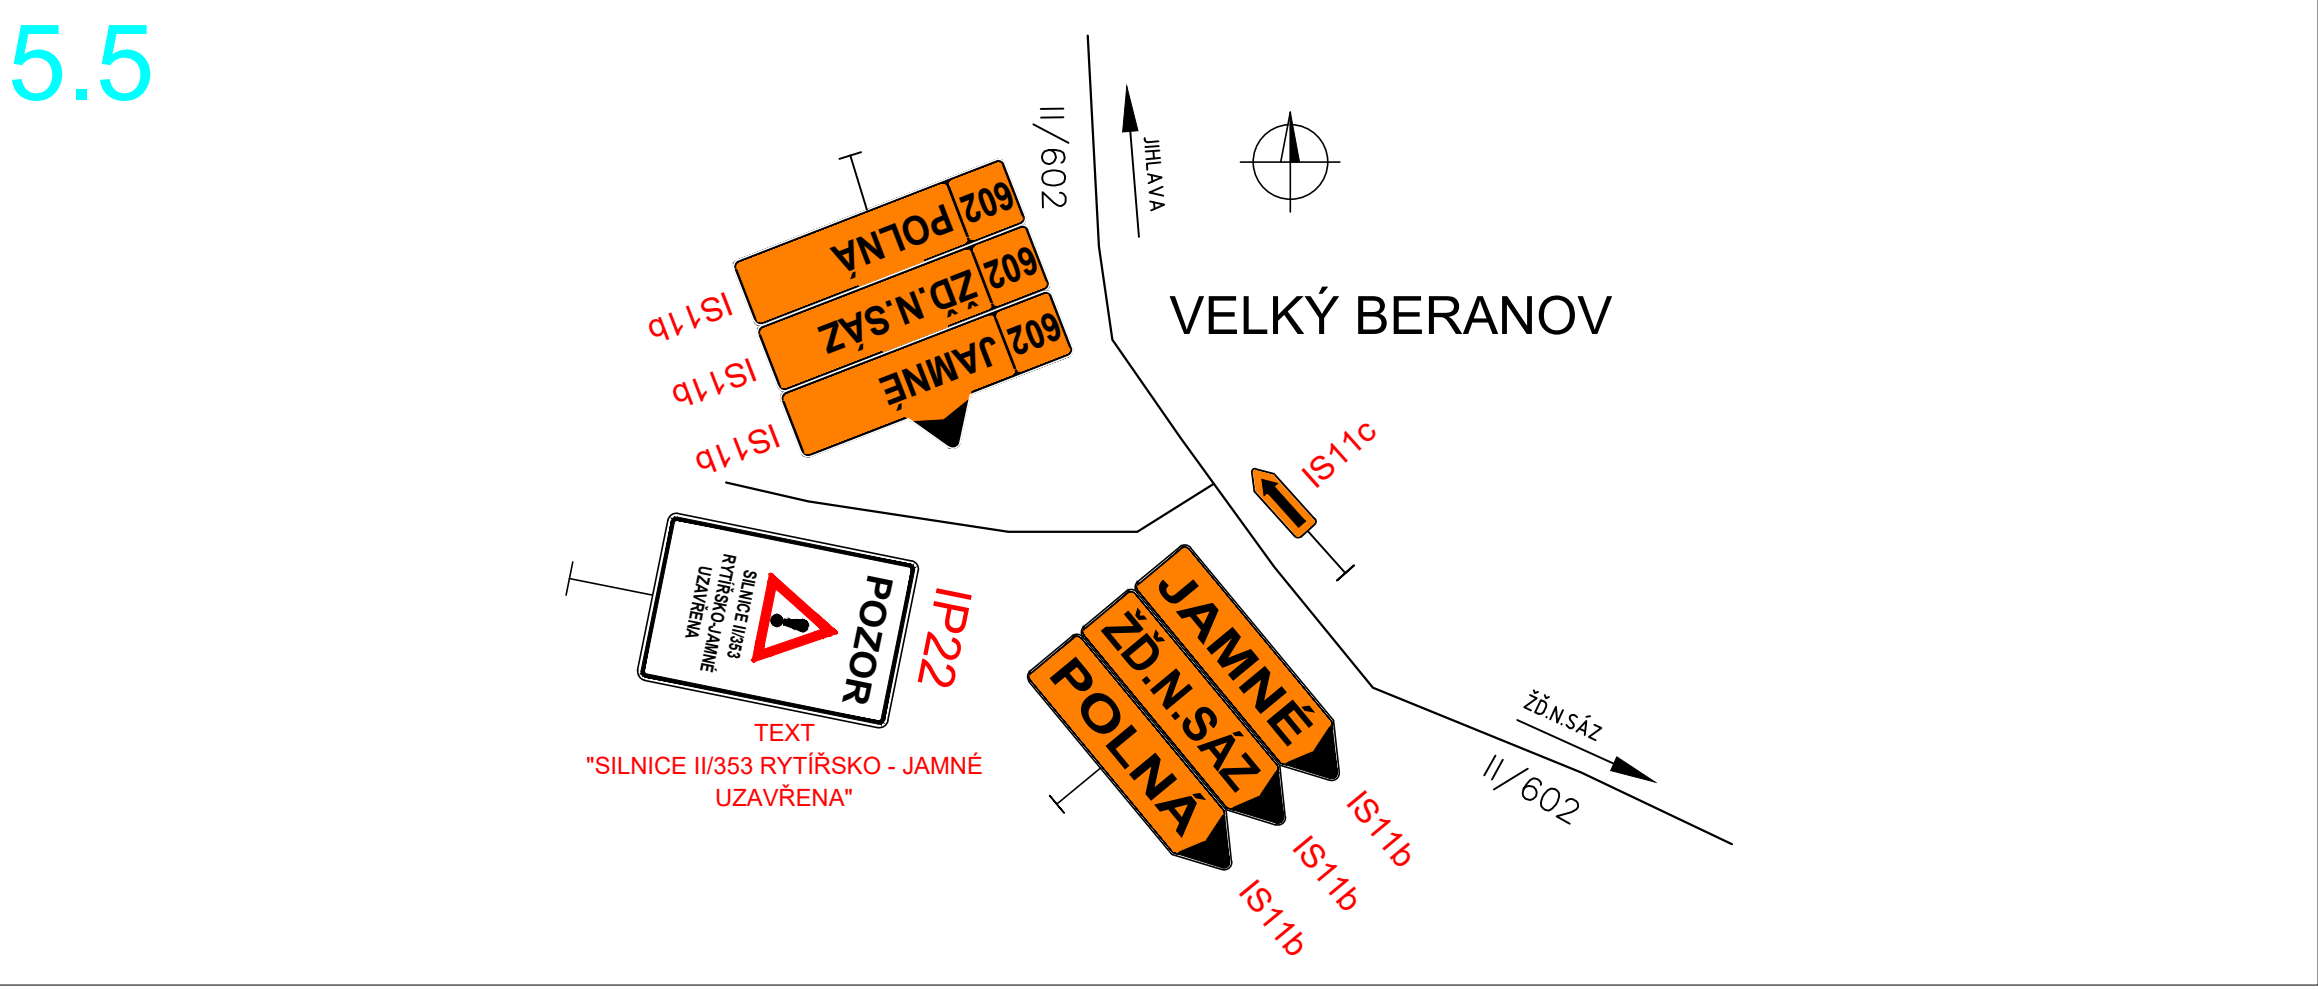 5.5
II/602
JIHLAVA
602 POLNÁ
602 ŽĎ.N.SÁZ
602 JAMNÉ
IS11b
IS11b
IS11b
VELKÝ BERANOV
IS11c
POZOR
SILNICE II/353
RYTÍŘSKO-JAMNÉ
UZAVŘENA
IP22
TEXT
"SILNICE II/353 RYTÍŘSKO - JAMNÉ
UZAVŘENA"
JAMNÉ
ŽĎ.N.SÁZ
POLNÁ
IS11b
IS11b
IS11b
ŽĎ.N.SÁZ
II/602